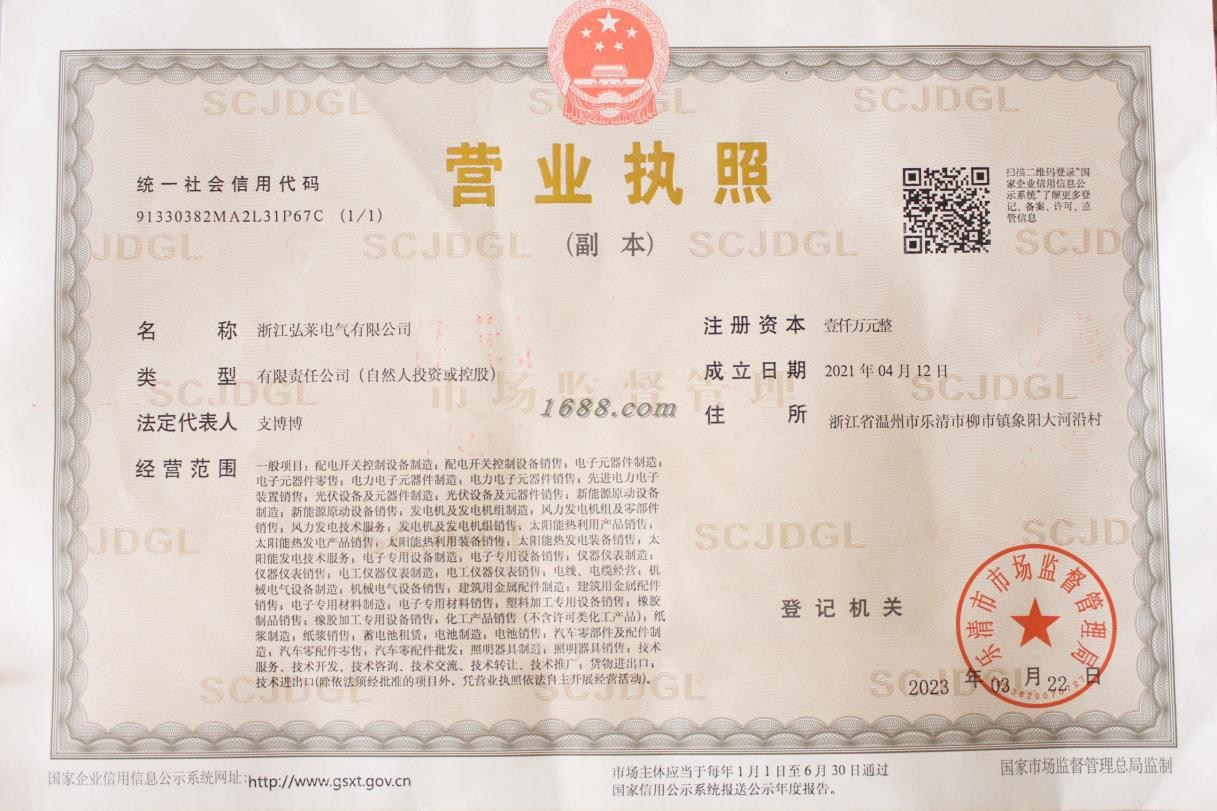 营业执照
(副 本)
统一社会信用代码
91330382MA2L31P67C (1/1)
扫描二维码登录"国
家企业信用信息公
示系统"了解更多登
记、备案、许可、监
管信息
名 称 浙江弘莱电气有限公司
类 型 有限责任公司（自然人投资或控股）
法定代表人 支博博
经营范围 一般项目：配电开关控制设备制造；配电开关控制设备销售；电子元器件制造；
电子元器件零售；电力电子元器件制造；电力电子元器件销售；先进电力电子
装置销售；光伏设备及元器件制造；光伏设备及元器件销售；新能源原动设备
制造；新能源原动设备销售；发电机及发电机组制造；风力发电机组及零部件
销售；风力发电技术服务；发电机及发电机组销售；太阳能热利用产品销售；
太阳能热发电产品销售；太阳能热利用装备销售；太阳能热发电装备销售；太
阳能发电技术服务；电子专用设备制造；电子专用设备销售；仪器仪表制造；
仪器仪表销售；电工仪器仪表制造；电工仪器仪表销售；电线、电缆经营；机
械电气设备制造；机械电气设备销售；建筑用金属配件制造；建筑用金属配件
销售；电子专用材料制造；电子专用材料销售；塑料加工专用设备销售；橡胶
制品销售；橡胶加工专用设备销售；化工产品销售（不含许可类化工产品）；纸
浆制造；纸浆销售；蓄电池租赁；电池制造；电池销售；汽车零部件及配件制
造；汽车零配件零售；汽车零配件批发；照明器具制造；照明器具销售；技术
服务、技术开发、技术咨询、技术交流、技术转让、技术推广；货物进出口；
技术进出口(除依法须经批准的项目外，凭营业执照依法自主开展经营活动)。
注册资本 壹仟万元整
成立日期 2021年04月12日
住 所 浙江省温州市乐清市柳市镇象阳大河沿村
市场监督管理
1688.com
SCJDGL
登记机关
乐清市市场监督管理局
2023 年 03 月 22 日
国家企业信用信息公示系统网址:http://www.gsxt.gov.cn
市场主体应当于每年1月1日至6月30日通过
国家信用公示系统报送公示年度报告。
国家市场监督管理总局监制